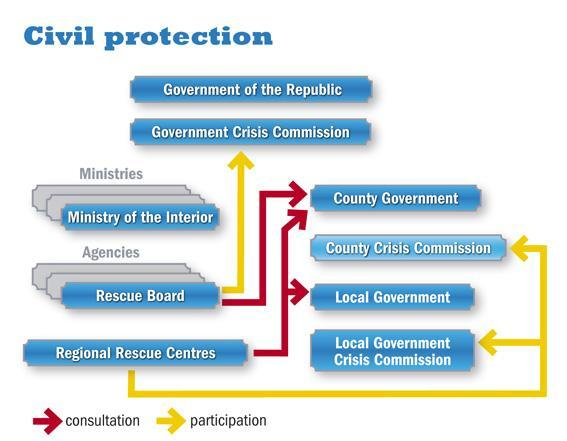 Civil protection
Government of the Republic
Government Crisis Commission
Ministries
Ministry of the Interior
County Government
County Crisis Commission
Agencies
Rescue Board
Local Government
Regional Rescue Centres
Local Government
Crisis Commission
consultation
participation